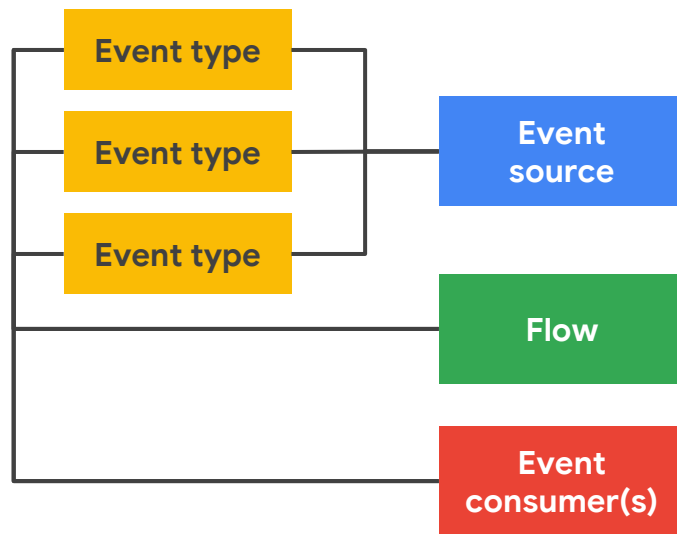 Event type
Event type
Event type
Event
source
Flow
Event
consumer(s)